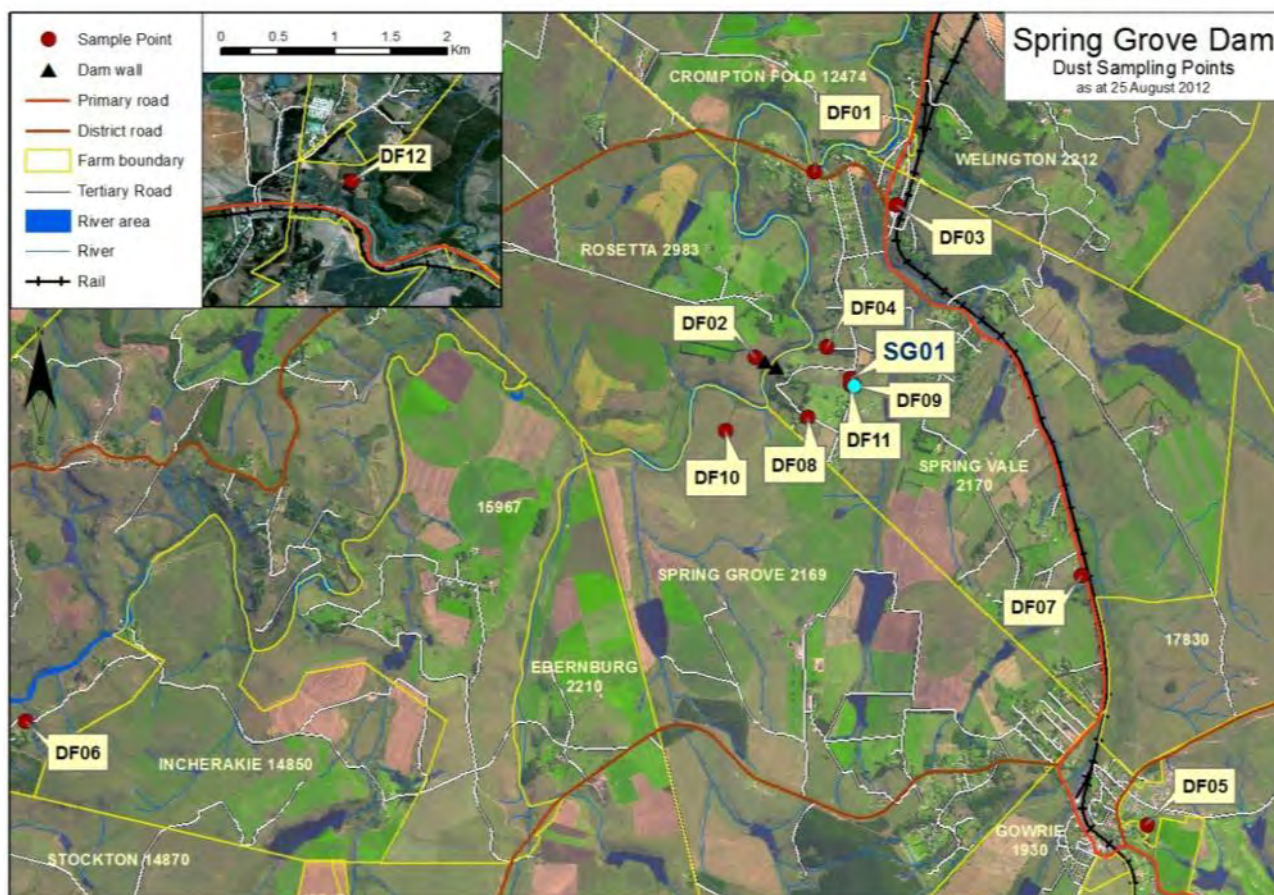 Sample Point
Dam wall
Primary road
District road
Farm boundary
Tertiary Road
River area
River
Rail
0 0.5 1 1.5 2
Km
DF12
Spring Grove Dam
Dust Sampling Points
as at 25 August 2012
CROMPTON FOLD 12474
DF01
WELINGTON 2212
DF03
ROSETTA 2983
DF04
DF02
SG01
DF09
DF11
DF08
DF10
SPRING VALE
2170
15967
SPRING GROVE 2169
DF07
17830
EBERNBURG
2210
DF06
INCHERAKIE 14850
DF05
GOWRIE
1930
STOCKTON 14870